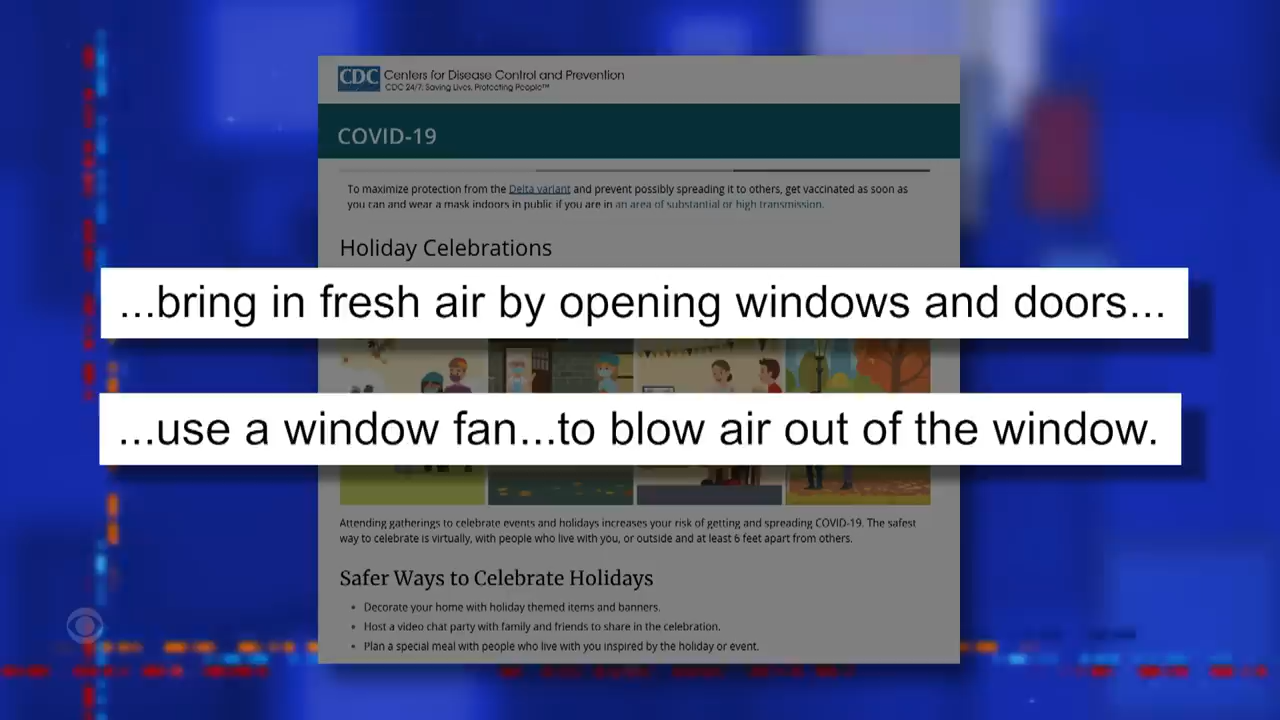 CDC Centers for Disease Control and Prevention
CDC 24/7: Saving Lives, Protecting People™
COVID-19
To maximize protection from the Delta variant and prevent possibly spreading it to others, get vaccinated as soon as
you can and wear a mask indoors in public if you are in an area of substantial or high transmission.
Holiday Celebrations
...bring in fresh air by opening windows and doors...
...use a window fan...to blow air out of the window.
Attending gatherings to celebrate events and holidays increases your risk of getting and spreading COVID-19. The safest
way to celebrate is virtually, with people who live with you, or outside and at least 6 feet apart from others.
Safer Ways to Celebrate Holidays
• Decorate your home with holiday themed items and banners.
• Host a video chat party with family and friends to share in the celebration.
• Plan a special meal with people who live with you inspired by the holiday or event.